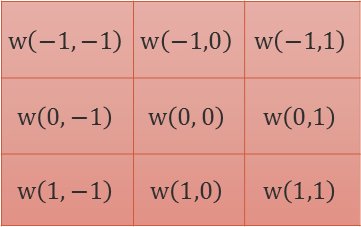 w(−1, −1) w(−1,0) w(−1,1)
w(0, −1) w(0, 0) w(0,1)
w(1, −1) w(1,0) w(1,1)